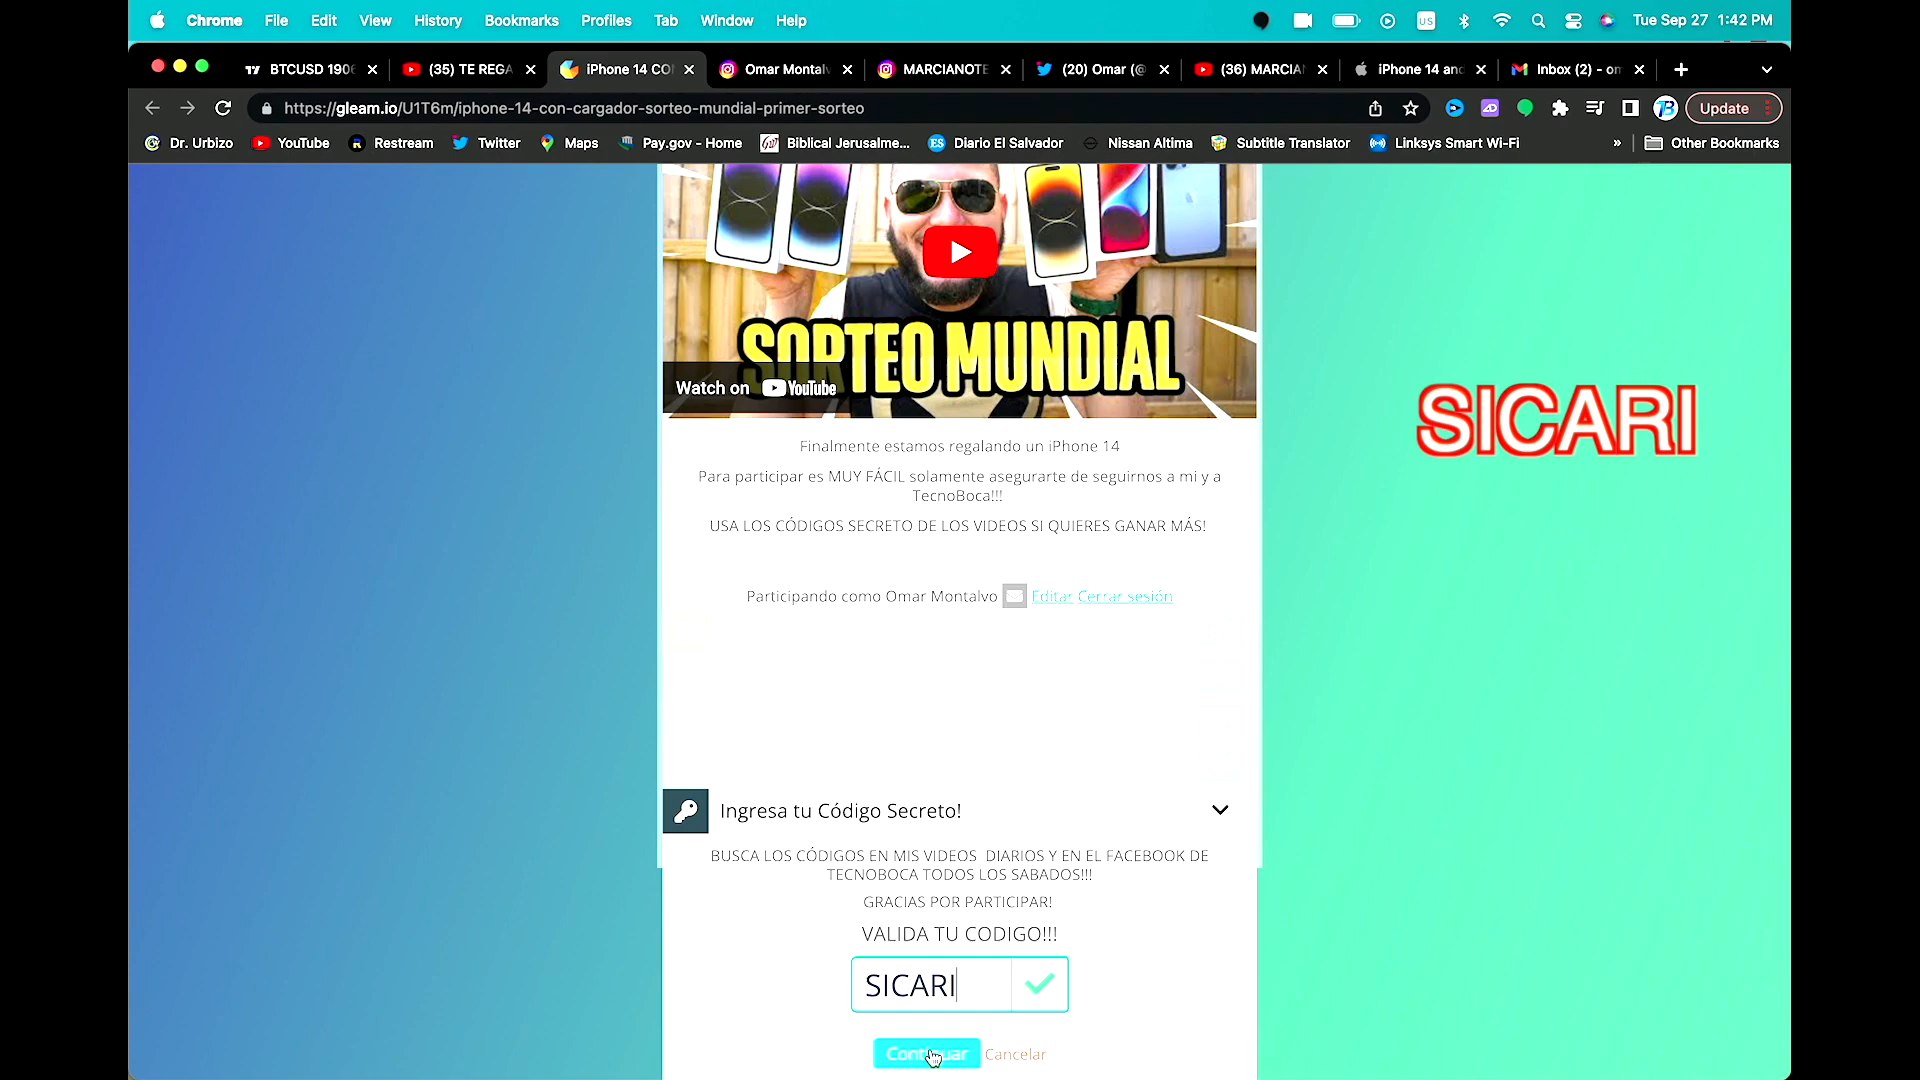 Chrome File Edit View History Bookmarks Profiles Tab Window Help US Tue Sep 27 1:42 PM
BTCUSD 1906 (35) TE REGA iPhone 14 CO Omar Montalv MARCIANOTE (20) Omar (@ (36) MARCIA iPhone 14 and Inbox (2) - om
https://gleam.io/U1T6m/iphone-14-con-cargador-sorteo-mundial-primer-sorteo Update
Dr. Urbizo YouTube Restream Twitter Maps Pay.gov - Home Biblical Jerusalme... Diario El Salvador Nissan Altima Subtitle Translator Linksys Smart Wi-Fi » Other Bookmarks
SORTEO MUNDIAL
Watch on YouTube
SICARI
Finalmente estamos regalando un iPhone 14
Para participar es MUY FÁCIL solamente asegurarte de seguirnos a mi y a
TecnoBoca!!!
USA LOS CÓDIGOS SECRETO DE LOS VIDEOS SI QUIERES GANAR MÁS!
Participando como Omar Montalvo Editar Cerrar sesión
Ingresa tu Código Secreto!
BUSCA LOS CÓDIGOS EN MIS VIDEOS DIARIOS Y EN EL FACEBOOK DE
TECNOBOCA TODOS LOS SABADOS!!!
GRACIAS POR PARTICIPAR!
VALIDA TU CODIGO!!!
SICARI
Continuar Cancelar